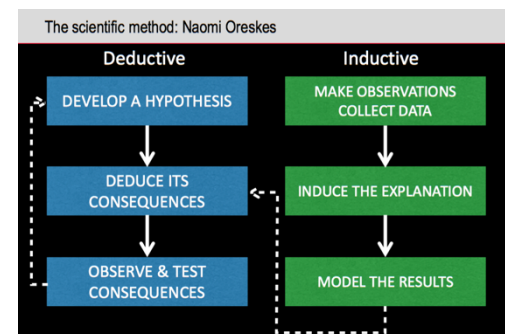 The scientific method: Naomi Oreskes
Deductive
DEVELOP A HYPOTHESIS
DEDUCE ITS
CONSEQUENCES
OBSERVE & TEST
CONSEQUENCES
Inductive
MAKE OBSERVATIONS
COLLECT DATA
INDUCE THE EXPLANATION
MODEL THE RESULTS